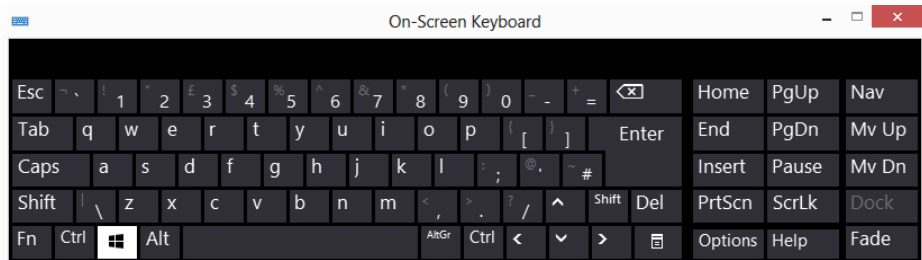 On-Screen Keyboard
Esc ¬ ` ! 1 " 2 £ 3 $ 4 % 5 ^ 6 & 7 * 8 ( 9 ) 0 _ - + = Home PgUp Nav
Tab q w e r t y u i o p { [ } ] Enter End PgDn Mv Up
Caps a s d f g h j k l : ; @ ' ~ # Insert Pause Mv Dn
Shift | \ z x c v b n m < , > . ? / ^ Shift Del PrtScn ScrLk Dock
Fn Ctrl Alt AltGr Ctrl < v > Options Help Fade